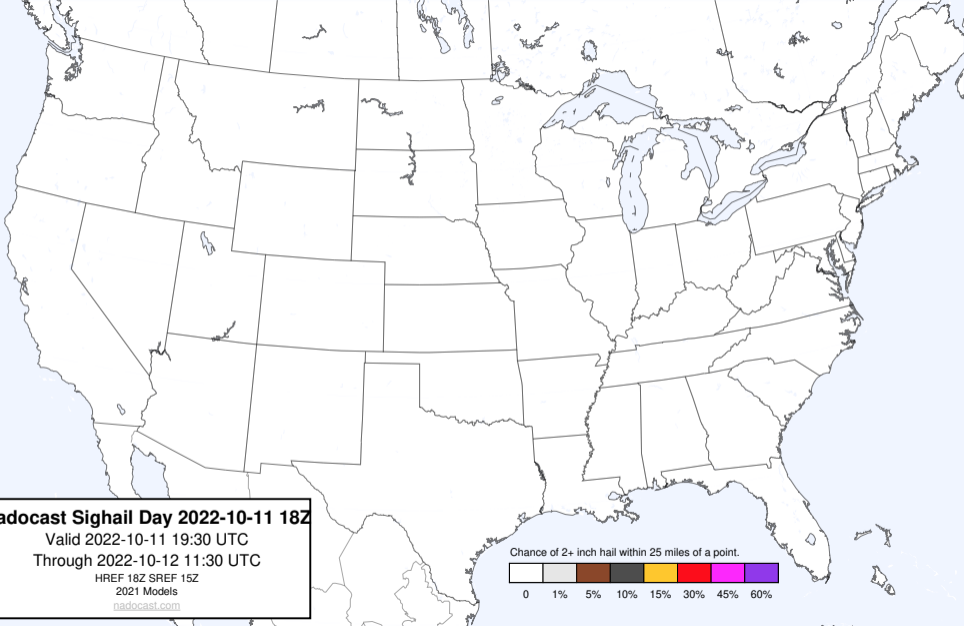 adocast Sighail Day 2022-10-11 18Z
Valid 2022-10-11 19:30 UTC
Through 2022-10-12 11:30 UTC
HREF 18Z SREF 15Z
2021 Models
nadocast.com
Chance of 2+ inch hail within 25 miles of a point.
0 1% 5% 10% 15% 30% 45% 60%